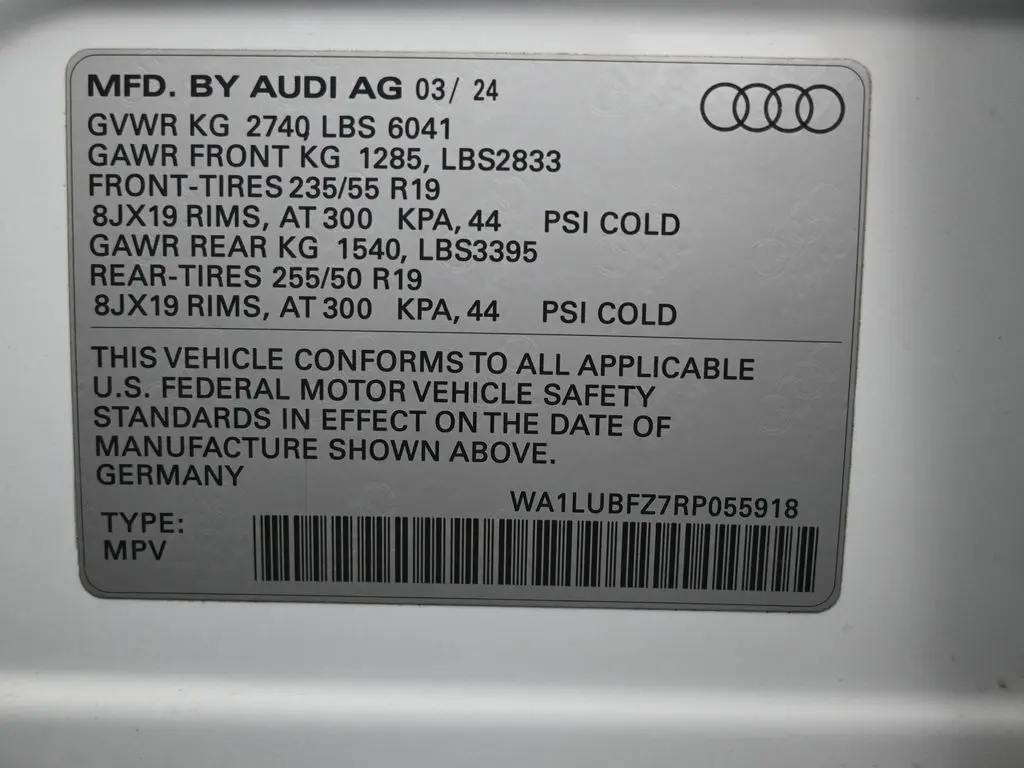 MFD. BY AUDI AG 03/ 24
GVWR KG 2740 LBS 6041
GAWR FRONT KG 1285, LBS2833
FRONT-TIRES 235/55 R19
8JX19 RIMS, AT 300 KPA, 44 PSI COLD
GAWR REAR KG 1540, LBS3395
REAR-TIRES 255/50 R19
8JX19 RIMS, AT 300 KPA, 44 PSI COLD
THIS VEHICLE CONFORMS TO ALL APPLICABLE
U.S. FEDERAL MOTOR VEHICLE SAFETY
STANDARDS IN EFFECT ON THE DATE OF
MANUFACTURE SHOWN ABOVE.
GERMANY
WA1LUBFZ7RP055918
TYPE:
MPV